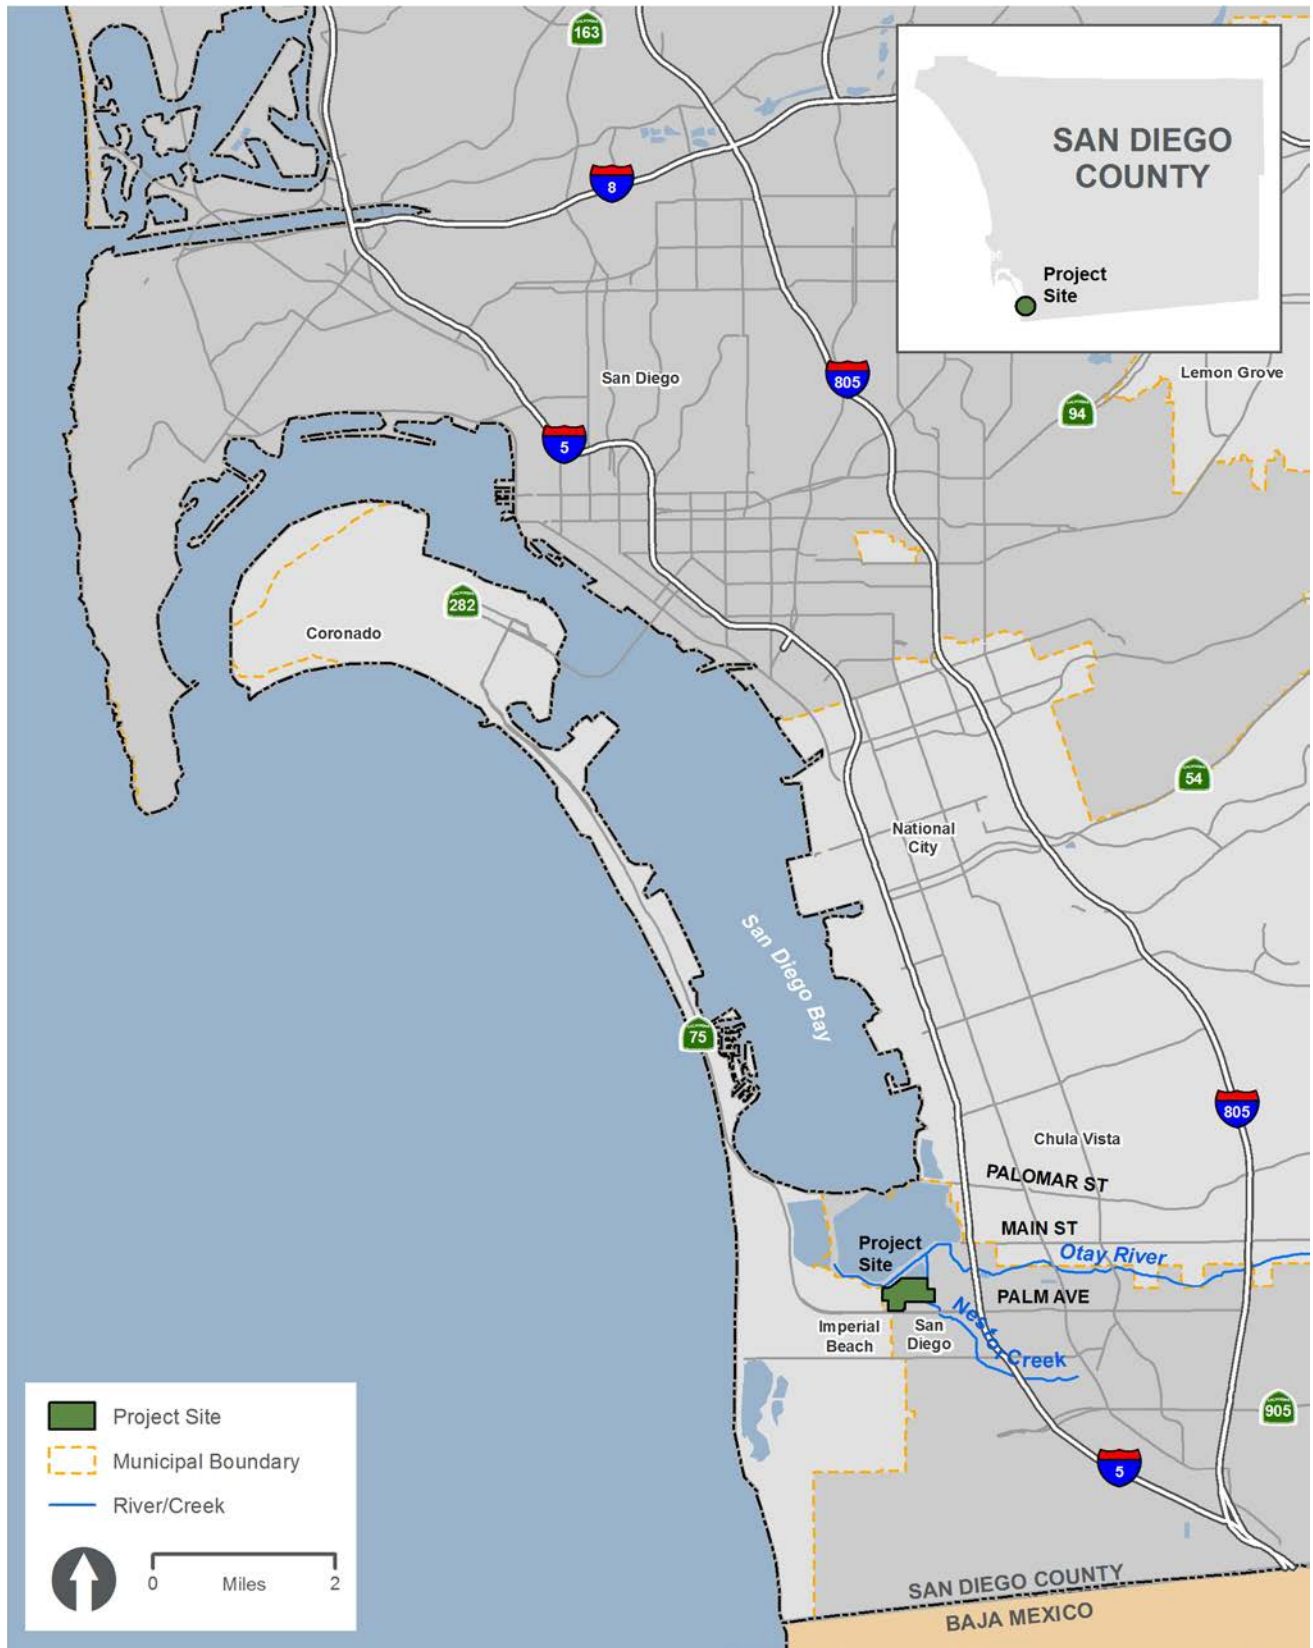 163
SAN DIEGO
COUNTY
Project
Site
8
San Diego
805
Lemon Grove
94
5
282
Coronado
54
National
City
San Diego Bay
75
805
Chula Vista
PALOMAR ST
MAIN ST
Otay River
Project
Site
PALM AVE
Nestor Creek
Imperial
Beach
San
Diego
905
5
Project Site
Municipal Boundary
River/Creek
0 Miles 2
SAN DIEGO COUNTY
BAJA MEXICO